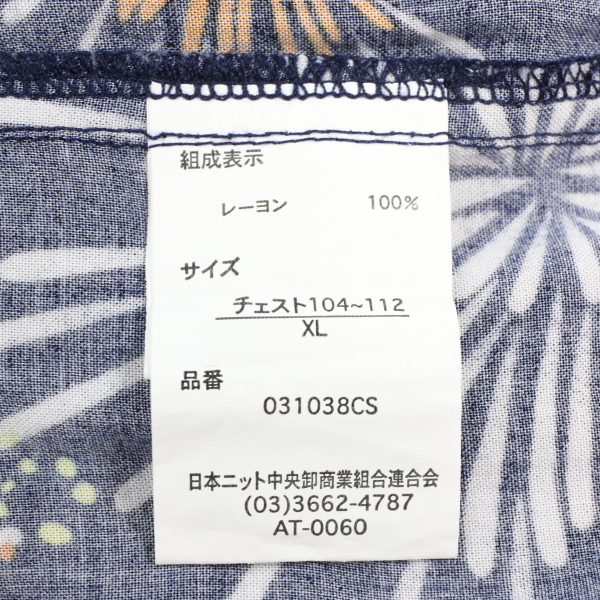 組成表示
レーヨン 100%
サイズ
チェスト104~112
XL
品番
031038CS
日本ニット中央卸商業組合連合会
(03)3662-4787
AT-0060